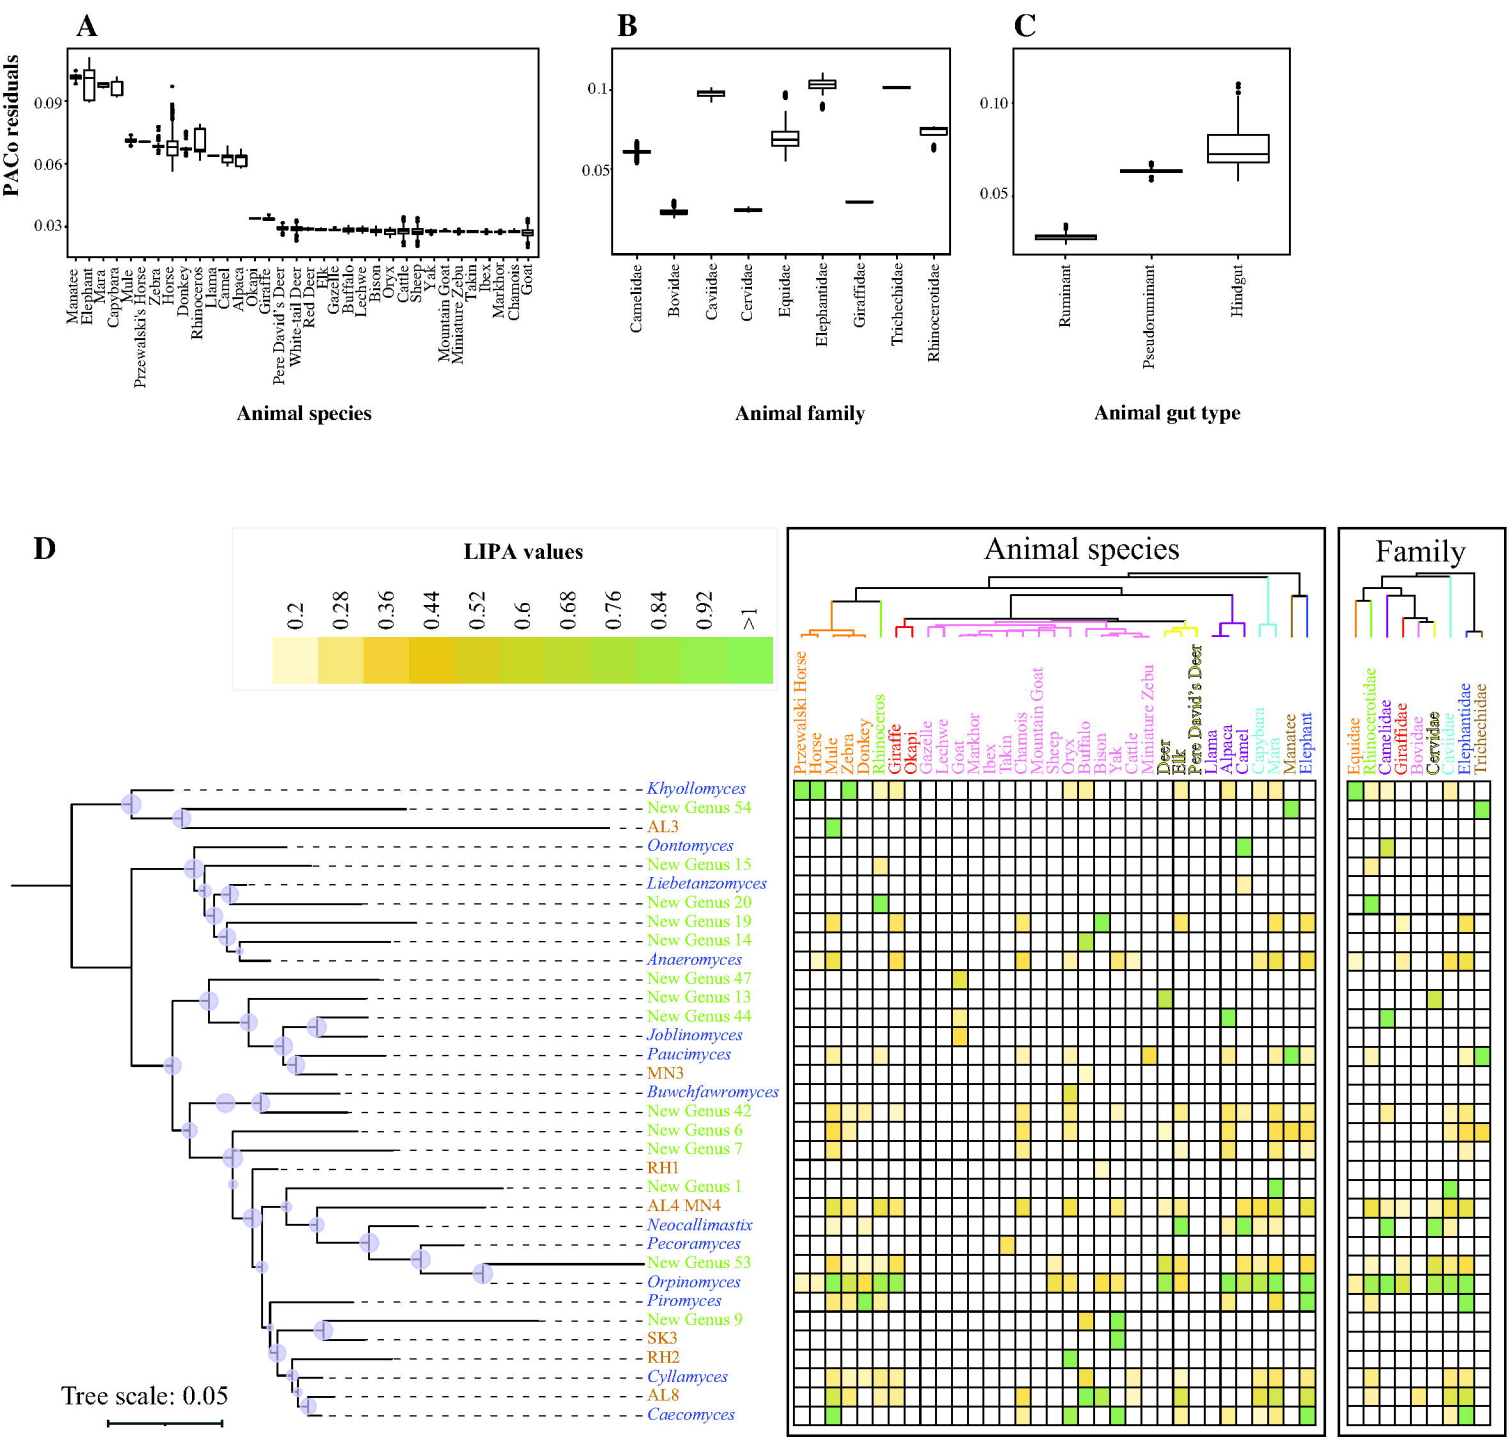 A
B
C
PACo residuals
0.09
0.06
0.03
Manatee
Elephant
Mara
Capybara
Mule
Przewalski's Horse
Zebra
Horse
Donkey
Rhinoceros
Llama
Camel
Alpaca
Okapi
Giraffe
Pere David's Deer
White-tail Deer
Red Deer
Elk
Gazelle
Buffalo
Lechwe
Bison
Oryx
Cattle
Sheep
Yak
Mountain Goat
Miniature Zebu
Takin
Ibex
Markhor
Chamois
Goat
Animal species
0.1
0.05
Camelidae
Bovidae
Caviidae
Cervidae
Equidae
Elephantidae
Giraffidae
Trichechidae
Rhinocerotidae
Animal family
0.10
0.05
Ruminant
Pseudoruminant
Hindgut
Animal gut type
D
LIPA values
0.2
0.28
0.36
0.44
0.52
0.6
0.68
0.76
0.84
0.92
>1
Animal species
Family
Przewalski Horse
Horse
Mule
Zebra
Donkey
Rhinoceros
Giraffe
Okapi
Gazelle
Lechwe
Goat
Markhor
Ibex
Takin
Chamois
Mountain Goat
Sheep
Oryx
Buffalo
Bison
Yak
Cattle
Miniature Zebu
Deer
Elk
Pere David's Deer
Llama
Alpaca
Camel
Capybara
Mara
Manatee
Elephant
Equidae
Rhinocerotidae
Camelidae
Giraffidae
Bovidae
Cervidae
Caviidae
Elephantidae
Trichechidae
Khyollomyces
New Genus 54
AL3
Oontomyces
New Genus 15
Liebetanzomyces
New Genus 20
New Genus 19
New Genus 14
Anaeromyces
New Genus 47
New Genus 13
New Genus 44
Joblinomyces
Paucimyces
MN3
Buwchfawromyces
New Genus 42
New Genus 6
New Genus 7
RH1
New Genus 1
AL4 MN4
Neocallimastix
Pecoramyces
New Genus 53
Orpinomyces
Piromyces
New Genus 9
SK3
RH2
Cyllamyces
AL8
Caecomyces
Tree scale: 0.05